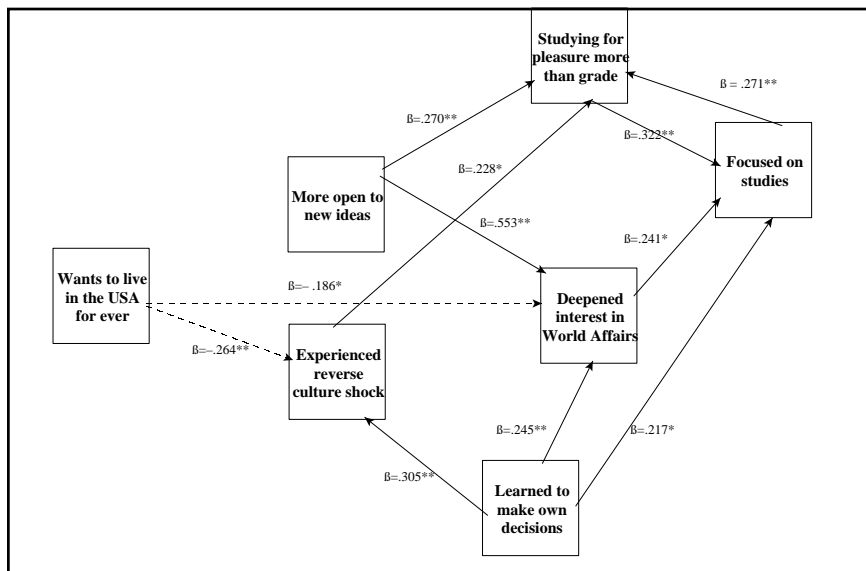 Studying for
pleasure more
than grade
ß = .271**
ß=.270**
ß=.322**
Focused on
studies
ß=.228*
More open to
new ideas
ß=.553**
ß=.241*
Wants to live
in the USA
for ever
ß=– .186*
Deepened
interest in
World Affairs
ß=–.264**
Experienced
reverse
culture shock
ß=.245**
ß=.217*
ß=.305**
Learned to
make own
decisions